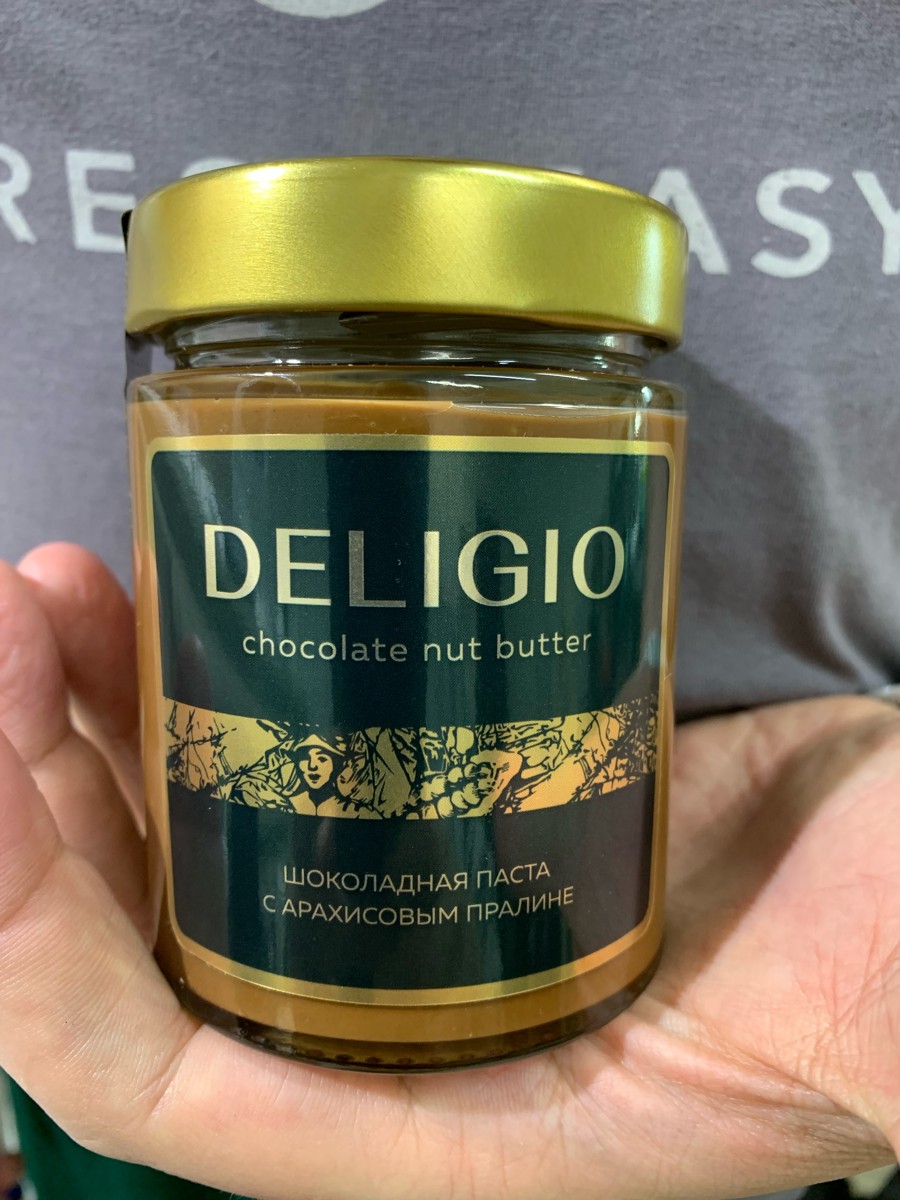 DELIGIO
chocolate nut butter
ШОКОЛАДНАЯ ПАСТА
С АРАХИСОВЫМ ПРАЛИНЕ